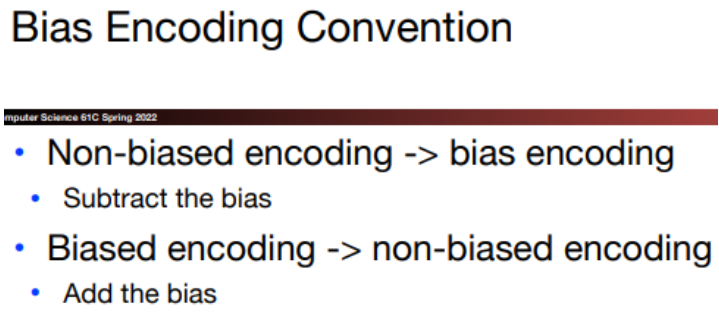 Bias Encoding Convention
mputer Science 61C Spring 2022
• Non-biased encoding -> bias encoding
• Subtract the bias
• Biased encoding -> non-biased encoding
• Add the bias